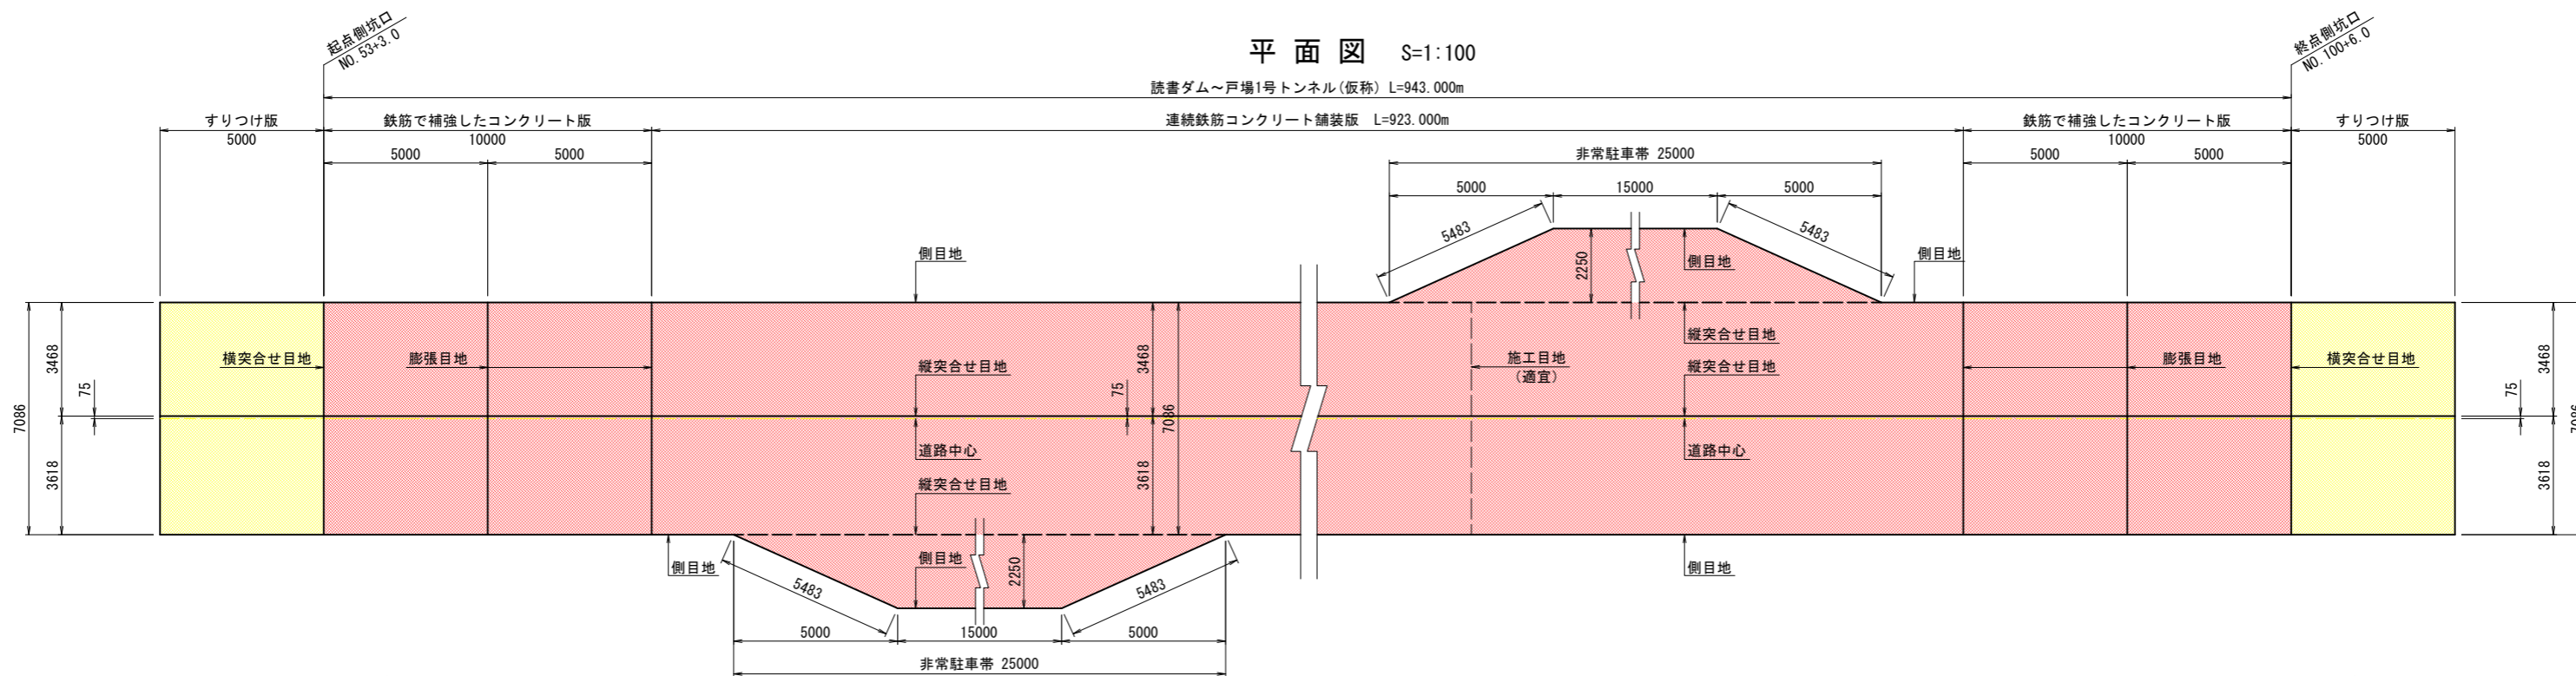 平 面 図 S=1:100
起点側坑口
NO.53+3.0
終点側坑口
NO.100+6.0
読書ダム～戸場1号トンネル(仮称) L=943.000m
すりつけ版
5000
鉄筋で補強したコンクリート版
10000
連続鉄筋コンクリート舗装版 L=923.000m
鉄筋で補強したコンクリート版
10000
すりつけ版
5000
5000
5000
5000
5000
非常駐車帯 25000
5000
15000
5000
5483
5483
2250
側目地
側目地
側目地
縦突合せ目地
横突合せ目地
膨張目地
縦突合せ目地
施工目地
(適宜)
縦突合せ目地
膨張目地
横突合せ目地
7086
3468
75
3618
3468
75
7086
3618
3468
75
7086
3618
道路中心
道路中心
縦突合せ目地
側目地
側目地
側目地
2250
5483
5483
5000
15000
5000
非常駐車帯 25000